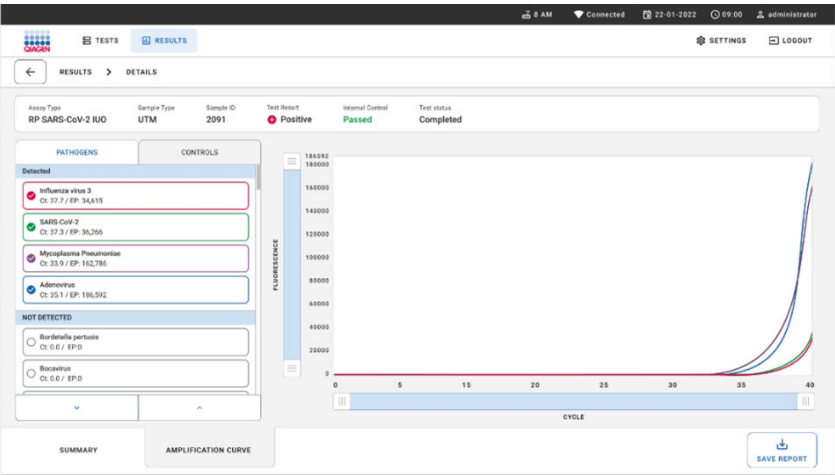 8 AM Connected 22-01-2022 09:00 administrator
QIAGEN TESTS RESULTS SETTINGS LOGOUT
RESULTS > DETAILS
Assay Type Sample Type Sample ID Test Result Internal Control Test status
RP SARS-CoV-2 IUO UTM 2091 Positive Passed Completed
PATHOGENS CONTROLS
Detected
Influenza virus 3
Ct: 37.7 / EP: 34,615
SARS-CoV-2
Ct: 37.3 / EP: 36,266
Mycoplasma Pneumoniae
Ct: 33.9 / EP: 162,786
Adenovirus
Ct: 35.1 / EP: 186,592
NOT DETECTED
Bordetella pertusis
Ct: 0.0 / EP:0
Bocavirus
Ct: 0.0 / EP:0
FLUORESCENCE
186592
180000
160000
140000
120000
100000
80000
60000
40000
20000
0
0 5 15 20 25 30 35 40
CYCLE
SUMMARY AMPLIFICATION CURVE SAVE REPORT